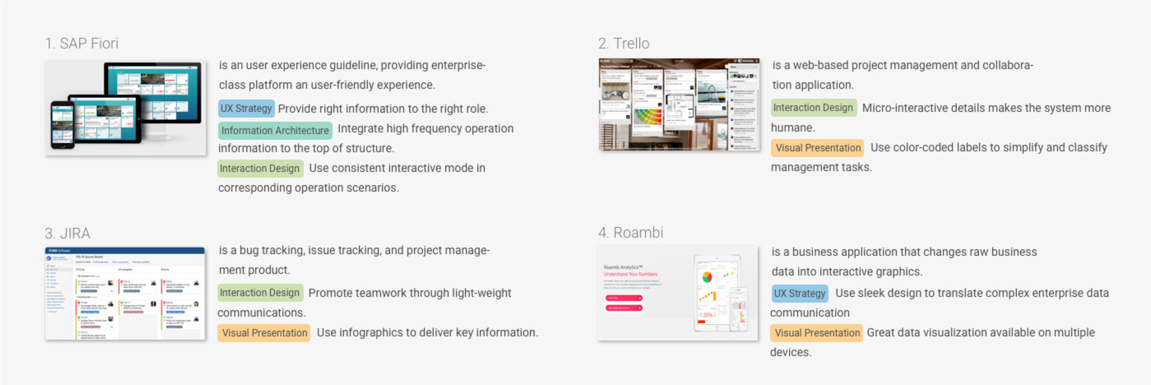 1. SAP Fiori
is an user experience guideline, providing enterprise-
class platform an user-friendly experience.
UX Strategy Provide right information to the right role.
Information Architecture Integrate high frequency operation
information to the top of structure.
Interaction Design Use consistent interactive mode in
corresponding operation scenarios.
2. Trello
is a web-based project management and collabora-
tion application.
Interaction Design Micro-interactive details makes the system more
humane.
Visual Presentation Use color-coded labels to simplify and classify
management tasks.
3. JIRA
is a bug tracking, issue tracking, and project manage-
ment product.
Interaction Design Promote teamwork through light-weight
communications.
Visual Presentation Use infographics to deliver key information.
4. Roambi
Roambi Analytics™
Understand Your Numbers
is a business application that changes raw business
data into interactive graphics.
UX Strategy Use sleek design to translate complex enterprise data
communication
Visual Presentation Great data visualization available on multiple
devices.